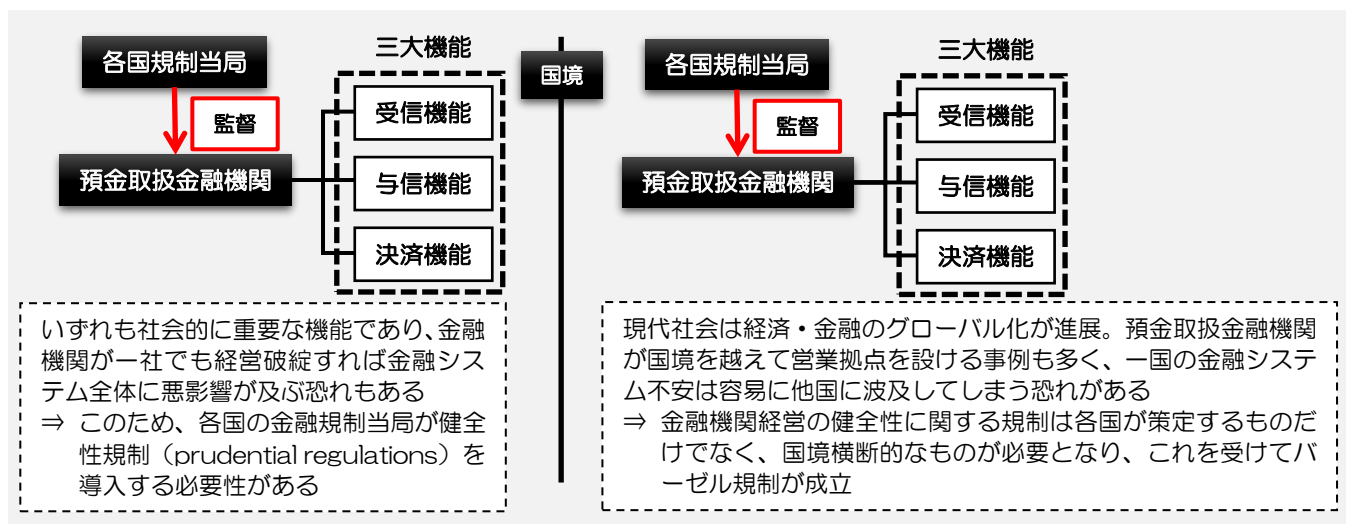 各国規制当局
監督
預金取扱金融機関
三大機能
受信機能
与信機能
決済機能
いずれも社会的に重要な機能であり、金融
機関が一社でも経営破綻すれば金融シス
テム全体に悪影響が及ぶ恐れもある
⇒ このため、各国の金融規制当局が健全
性規制（prudential regulations）を
導入する必要性がある
国境
各国規制当局
監督
預金取扱金融機関
三大機能
受信機能
与信機能
決済機能
現代社会は経済・金融のグローバル化が進展。預金取扱金融機関
が国境を越えて営業拠点を設ける事例も多く、一国の金融システ
ム不安は容易に他国に波及してしまう恐れがある
⇒ 金融機関経営の健全性に関する規制は各国が策定するものだ
けでなく、国境横断的なものが必要となり、これを受けてバ
ーゼル規制が成立